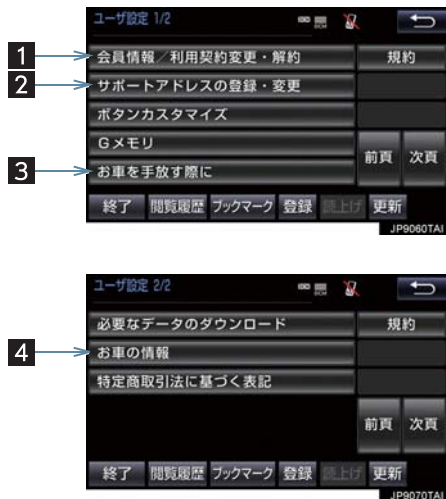 ユーザ設定 1/2
DCM
1
会員情報／利用契約変更・解約
規約
2
サポートアドレスの登録・変更
ボタンカスタマイズ
Gメモリ
前頁
次頁
3
お車を手放す際に
終了
閲覧履歴
ブックマーク
登録
読上げ
更新
JP9060TAI
ユーザ設定 2/2
DCM
必要なデータのダウンロード
規約
4
お車の情報
特定商取引法に基づく表記
前頁
次頁
終了
閲覧履歴
ブックマーク
登録
読上げ
更新
JP9070TAI